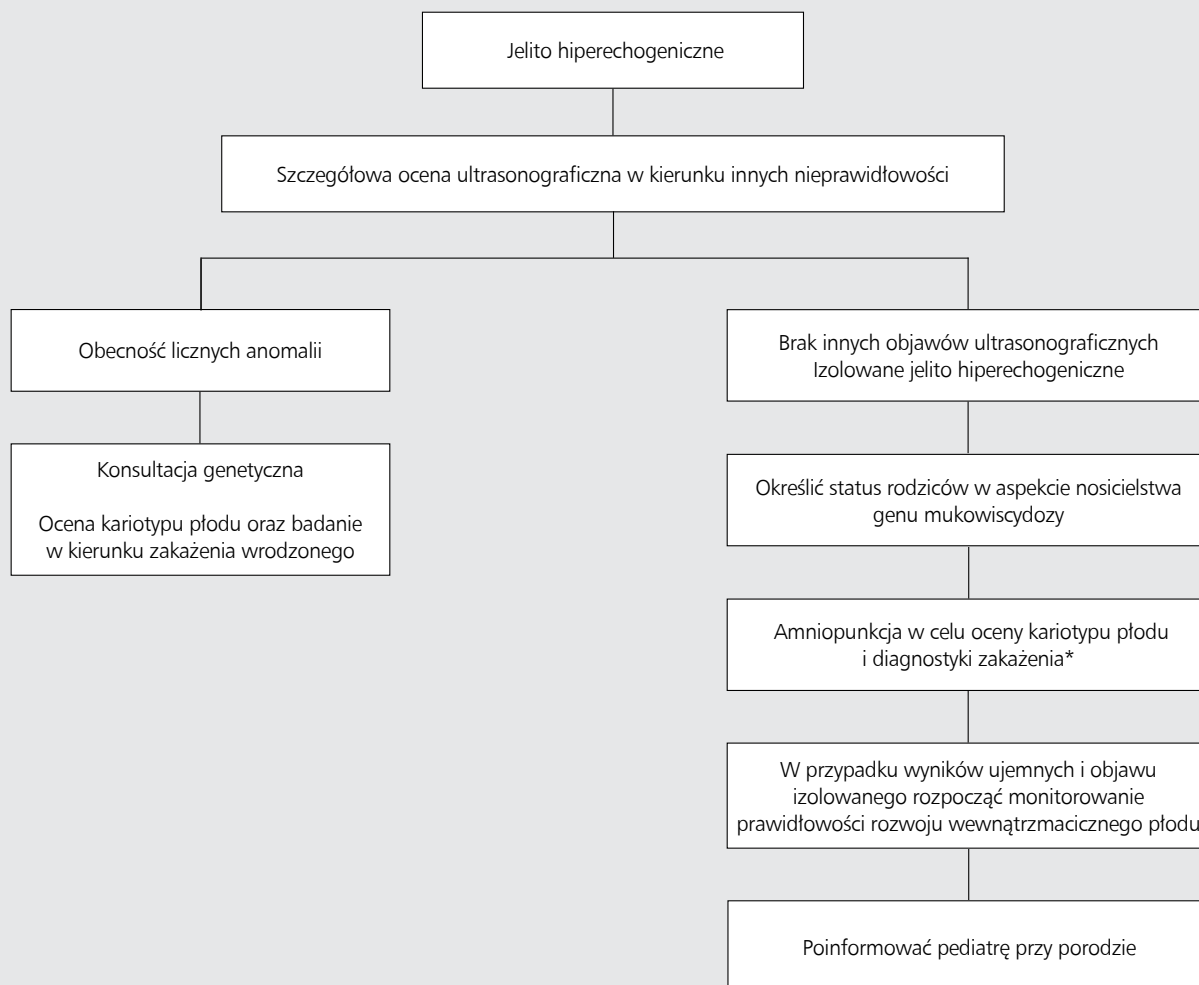 Jelito hiperechogeniczne
Szczegółowa ocena ultrasonograficzna w kierunku innych nieprawidłowości
Obecność licznych anomalii
Konsultacja genetyczna
Ocena kariotypu płodu oraz badanie
w kierunku zakażenia wrodzonego
Brak innych objawów ultrasonograficznych
Izolowane jelito hiperechogeniczne
Określić status rodziców w aspekcie nosicielstwa
genu mukowiscydozy
Amniopunkcja w celu oceny kariotypu płodu
i diagnostyki zakażenia*
W przypadku wyników ujemnych i objawu
izolowanego rozpocząć monitorowanie
prawidłowości rozwoju wewnątrzmacicznego płodu
Poinformować pediatrę przy porodzie